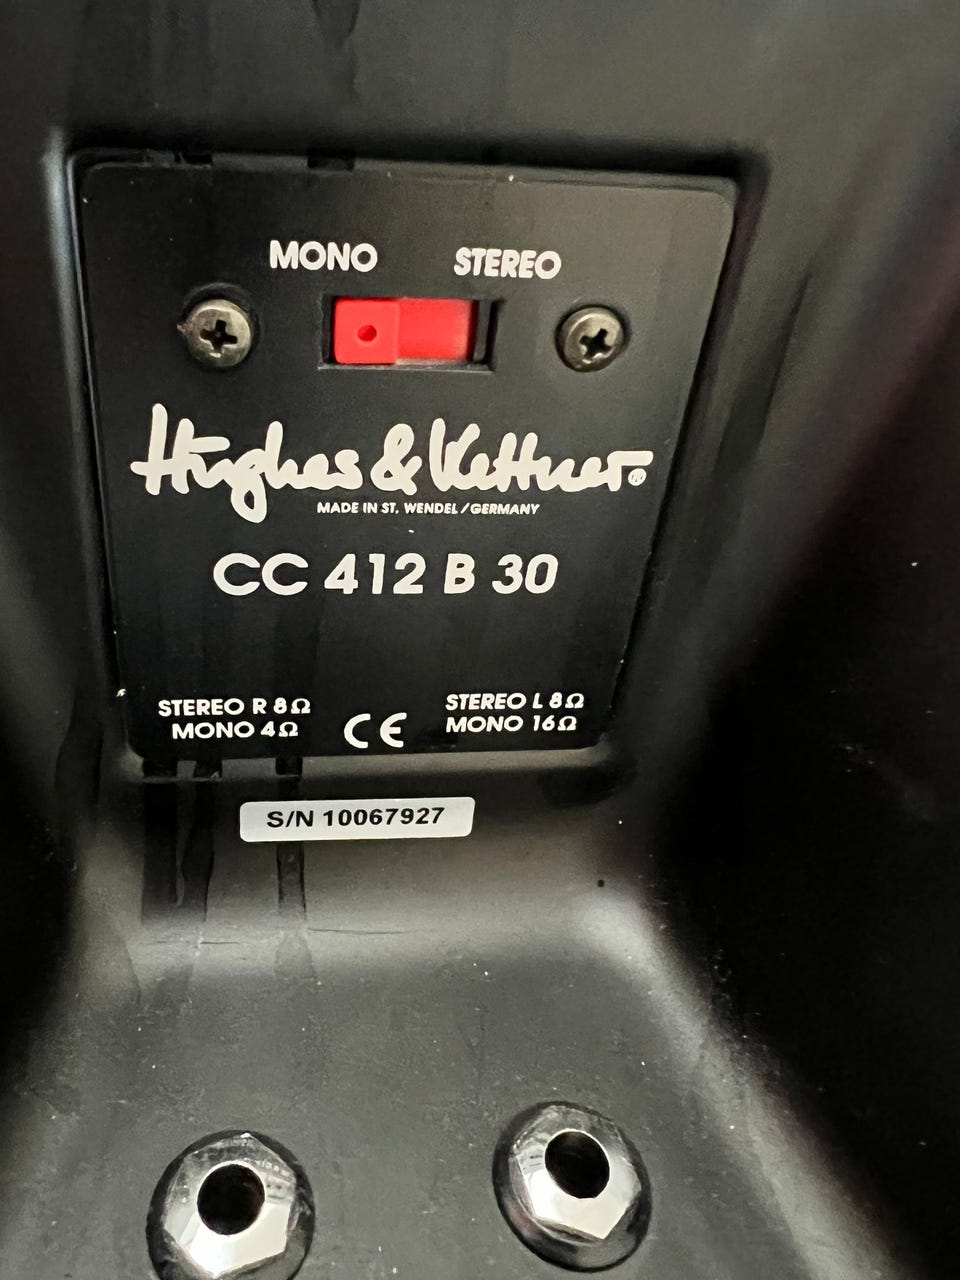 MONO STEREO
Hughes & Kettner®
MADE IN ST. WENDEL/GERMANY
CC 412 B 30
STEREO R 8Ω
MONO 4Ω
CE
STEREO L 8Ω
MONO 16Ω
S/N 10067927